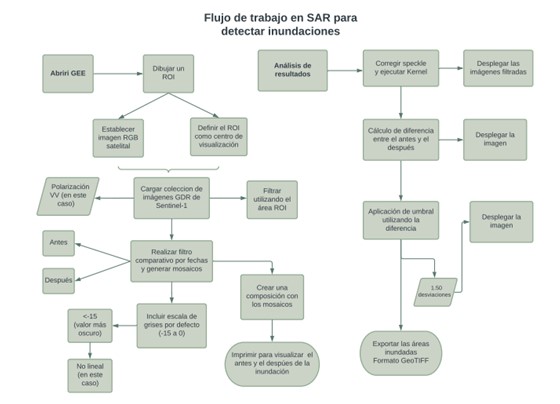 Flujo de trabajo en SAR para
detectar inundaciones
Abriri GEE
Dibujar un
ROI
Establecer
imagen RGB
satelital
Definir el ROI
como centro de
visualización
Polarización
VV (en este
caso)
Cargar coleccion de
imágenes GDR de
Sentinel-1
Filtrar
utilizando el
área ROI
Antes
Después
Realizar filtro
comparativo por fechas
y generar mosaicos
Crear una
composición con
los mosaicos
<-15
(valor más
oscuro)
Incluir escala de
grises por defecto
(-15 a 0)
No lineal
(en este
caso)
Imprimir para visualizar el
antes y el despúes de la
inundación
Análisis de
resultados
Corregir speckle
y ejecutar Kernel
Desplegar las
imágenes filtradas
Cálculo de diferencia
entre el antes y el
después
Desplegar la
imagen
Aplicación de umbral
utilizando la
diferencia
Desplegar la
imagen
1.50
desviaciones
Exportar las áreas
inundadas
Formato GeoTIFF